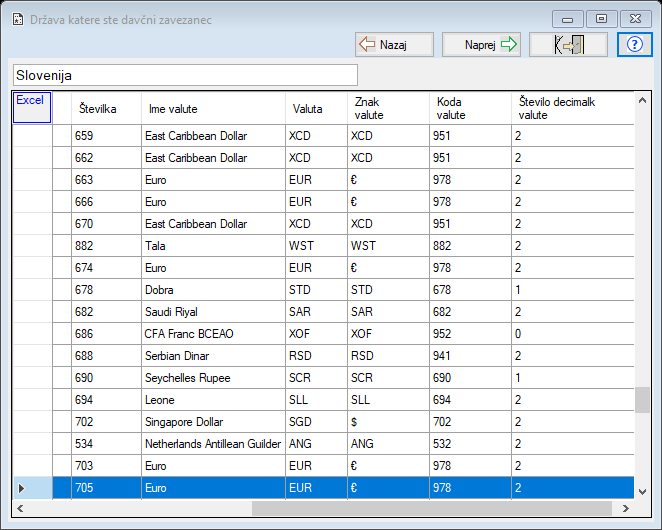 Država katere ste davčni zavezanec
Nazaj Naprej ?
Slovenija
Excel Številka Ime valute Valuta Znak valute Koda valute Število decimalk valute
659 East Caribbean Dollar XCD XCD 951 2
662 East Caribbean Dollar XCD XCD 951 2
663 Euro EUR € 978 2
666 Euro EUR € 978 2
670 East Caribbean Dollar XCD XCD 951 2
882 Tala WST WST 882 2
674 Euro EUR € 978 2
678 Dobra STD STD 678 1
682 Saudi Riyal SAR SAR 682 2
686 CFA Franc BCEAO XOF XOF 952 0
688 Serbian Dinar RSD RSD 941 2
690 Seychelles Rupee SCR SCR 690 1
694 Leone SLL SLL 694 2
702 Singapore Dollar SGD $ 702 2
534 Netherlands Antillean Guilder ANG ANG 532 2
703 Euro EUR € 978 2
705 Euro EUR € 978 2